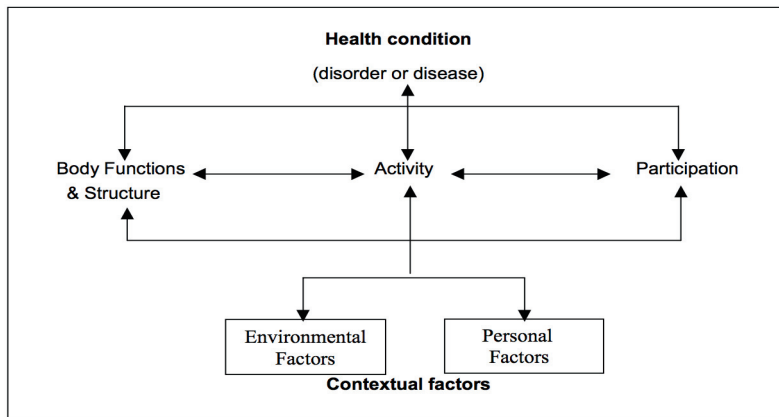 Health condition
(disorder or disease)
Body Functions
& Structure
Activity
Participation
Environmental
Factors
Personal
Factors
Contextual factors